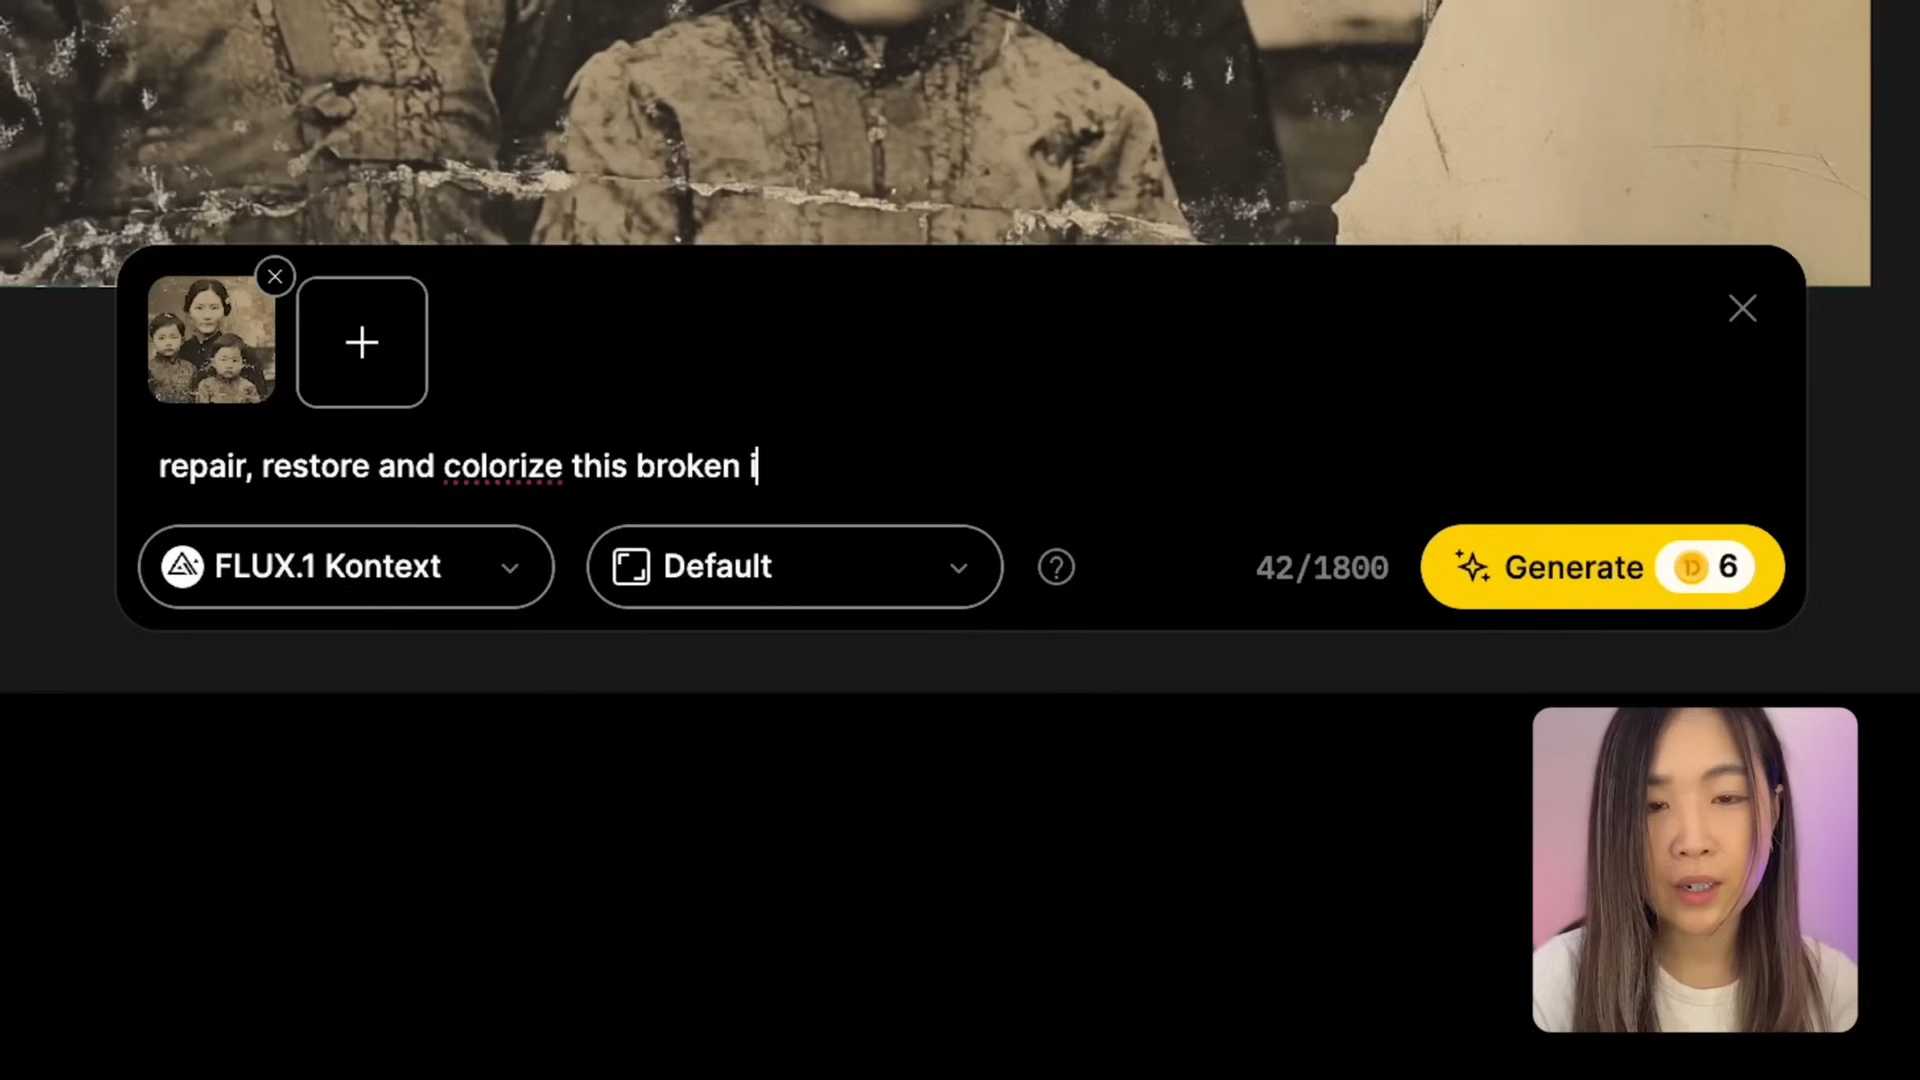 repair, restore and colorize this broken i
FLUX.1 Kontext
Default
42/1800
Generate
6